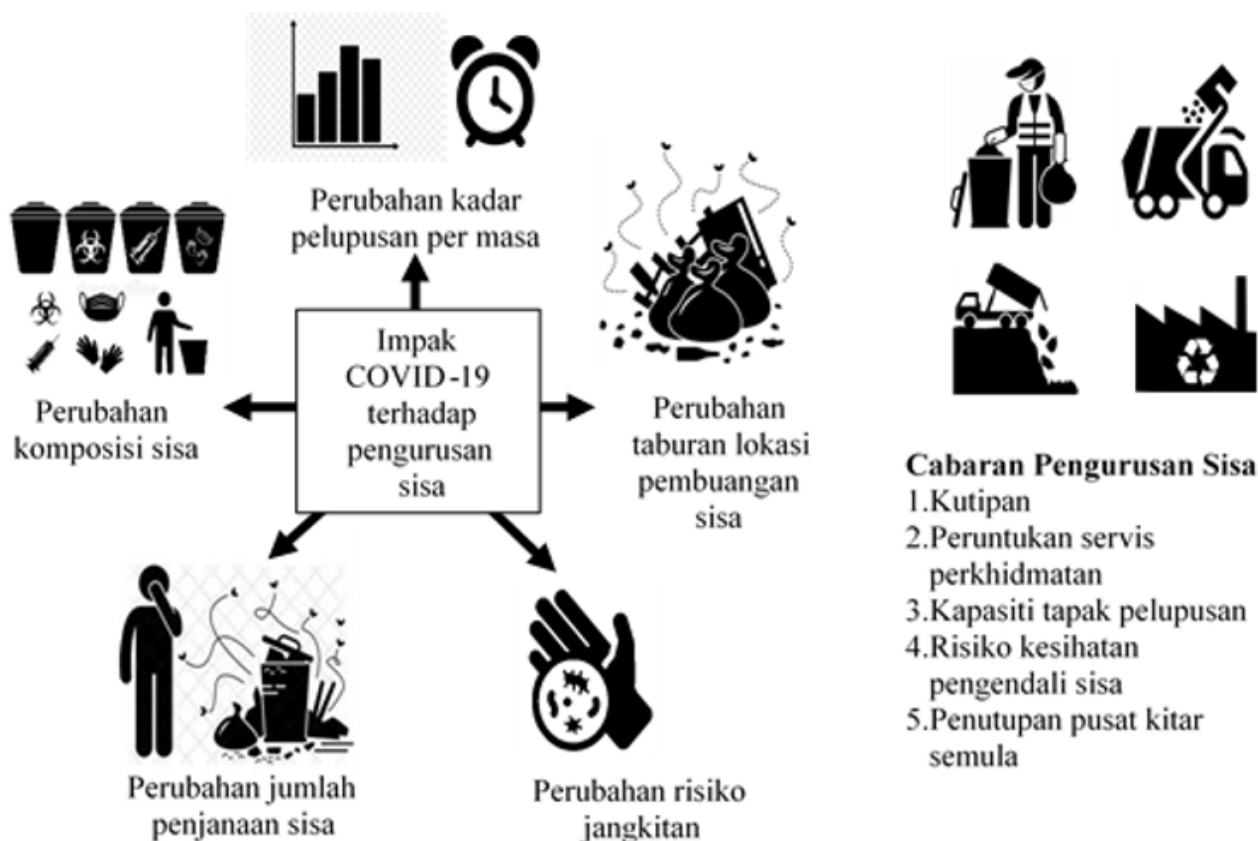 Perubahan kadar
pelupusan per masa
Perubahan
komposisi sisa
Impak
COVID-19
terhadap
pengurusan
sisa
Perubahan
taburan lokasi
pembuangan
sisa
Perubahan jumlah
penjanaan sisa
Perubahan risiko
jangkitan
Cabaran Pengurusan Sisa
1.Kutipan
2.Peruntukan servis
perkhidmatan
3.Kapasiti tapak pelupusan
4.Risiko kesihatan
pengendali sisa
5.Penutupan pusat kitar
semula